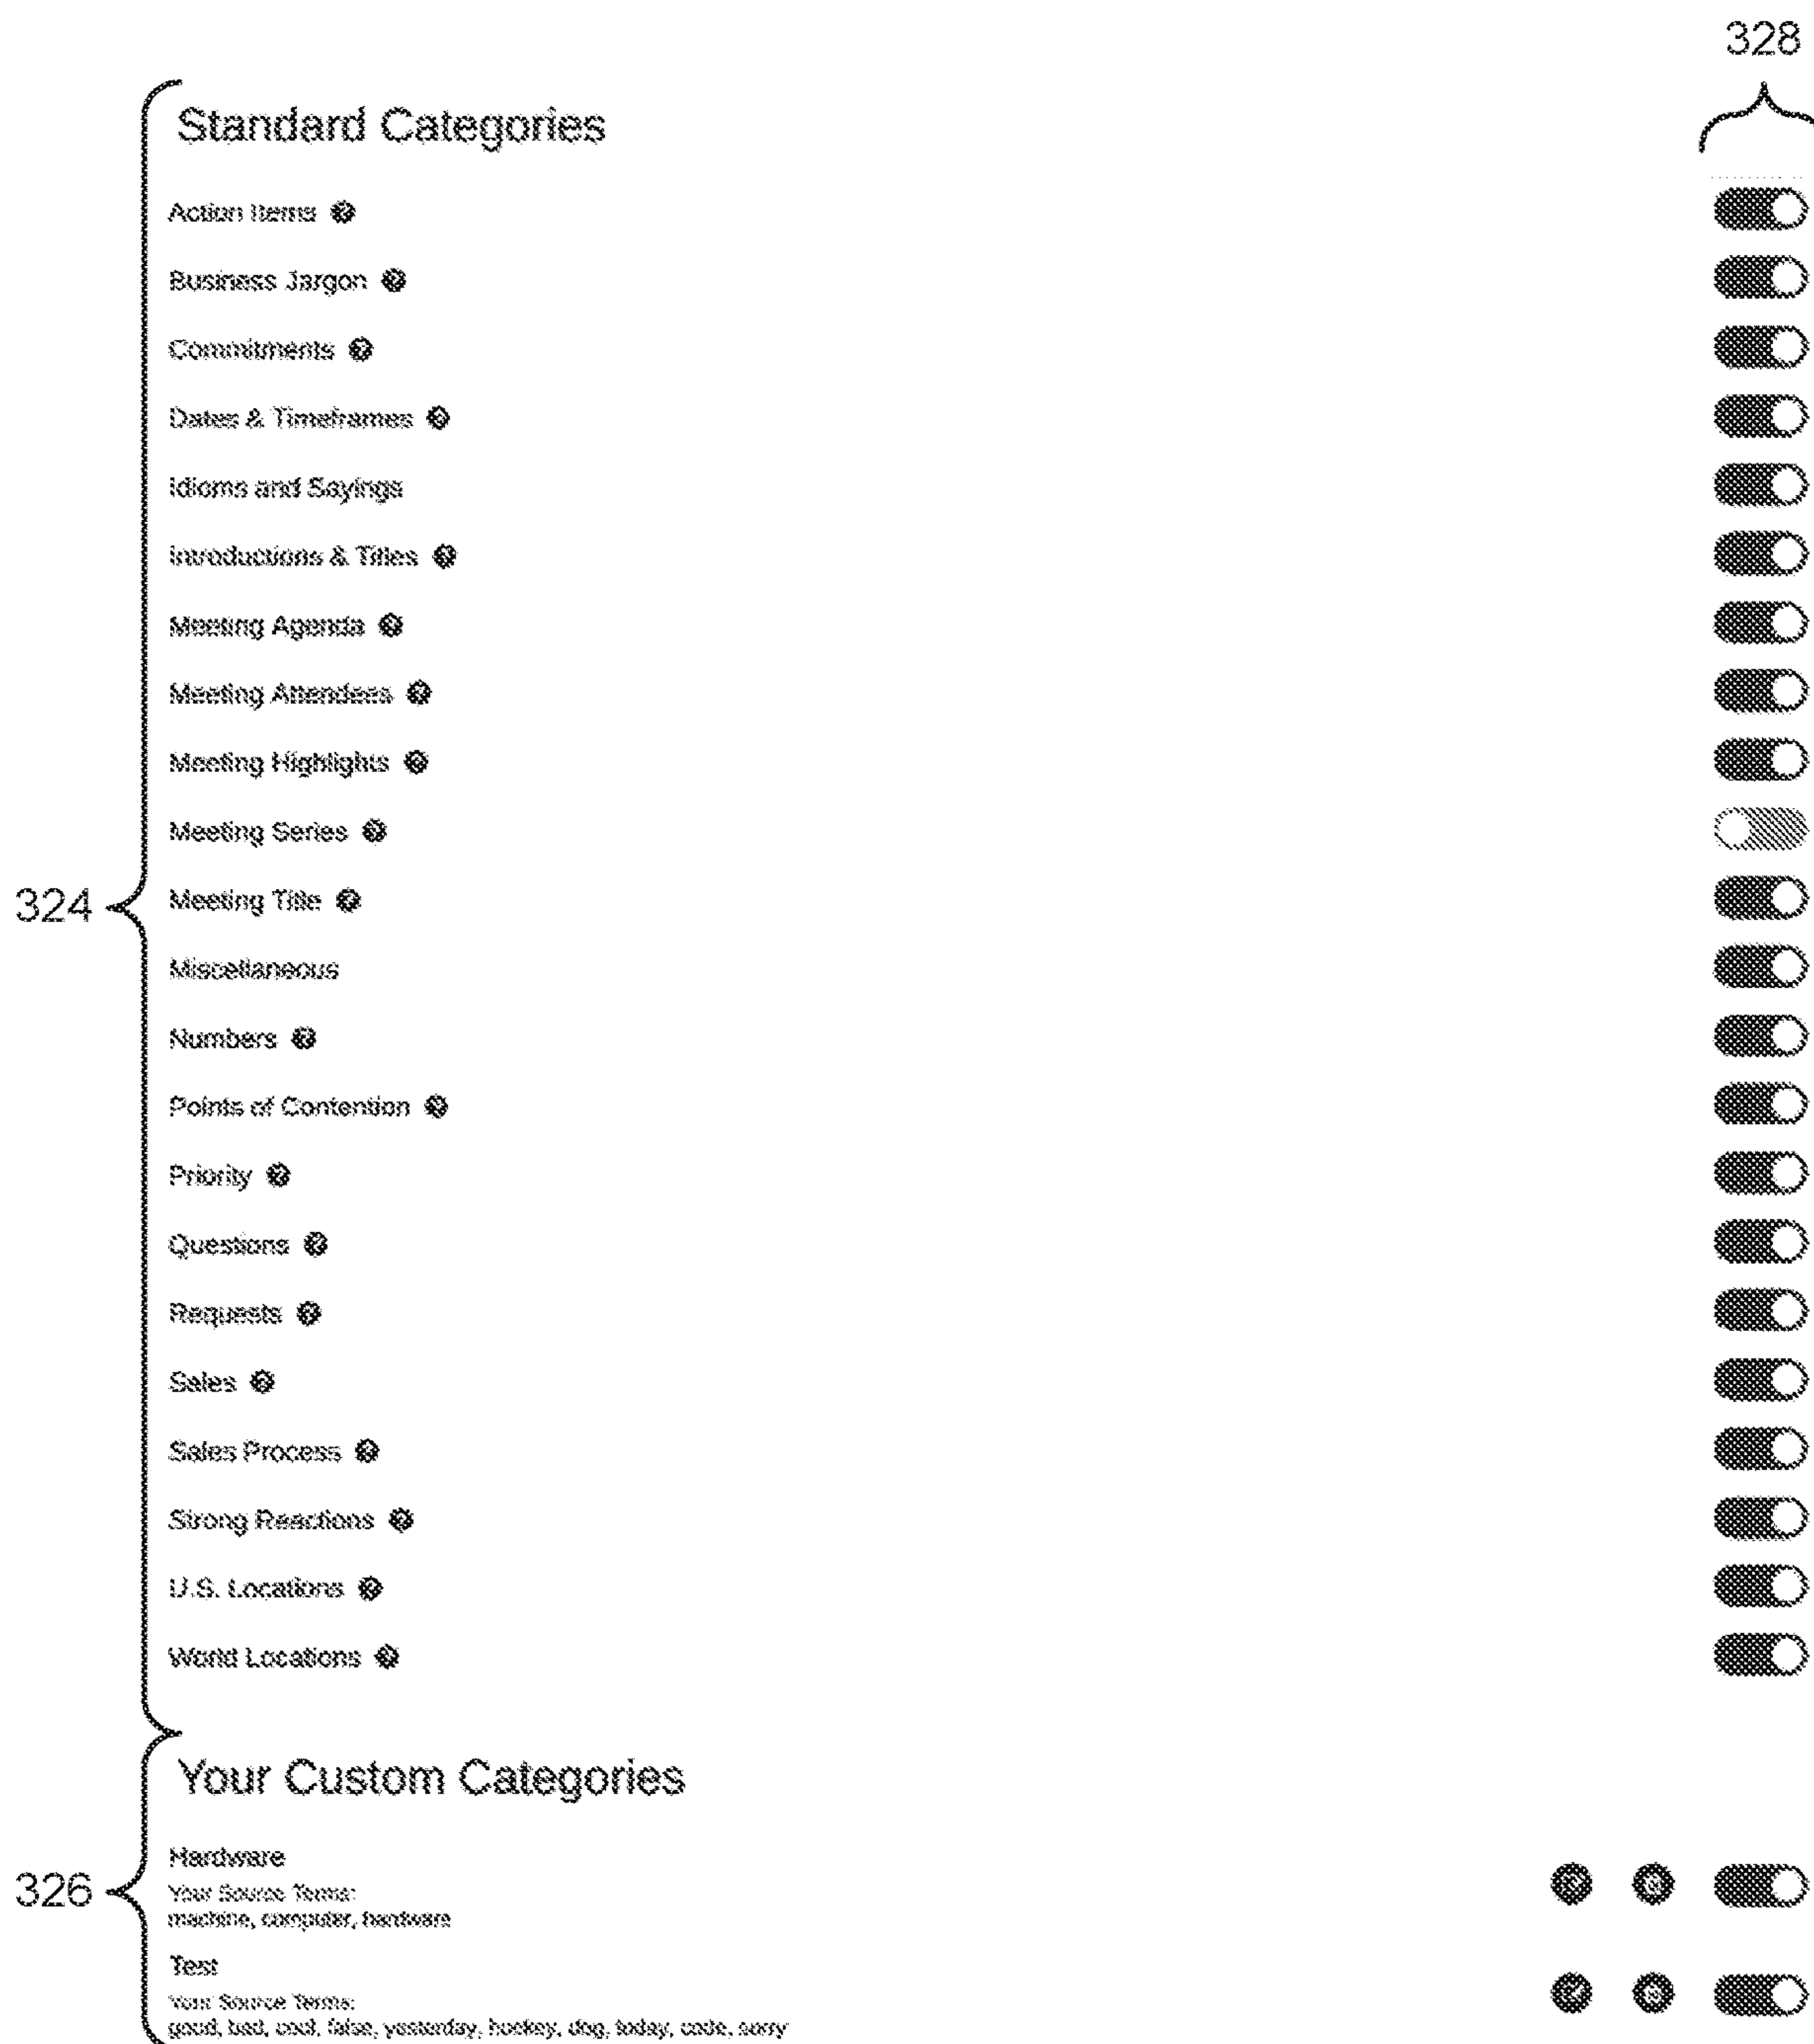 328
Standard Categories
Action Items ?
Business Jargon ?
Commitments ?
Dates & Timeframes ?
Idioms and Sayings
Introductions & Titles ?
Meeting Agenda ?
Meeting Attendees ?
Meeting Highlights ?
Meeting Series ?
324
Meeting Title ?
Miscellaneous
Numbers ?
Points of Contention ?
Priority ?
Questions ?
Requests ?
Sales ?
Sales Process ?
Strong Reactions ?
U.S. Locations ?
World Locations ?
Your Custom Categories
Hardware
326
Your Source Terms:
machine, computer, hardware
Test
Your Source Terms:
good, bad, cool, false, yesterday, hockey, dog, today, code, sorry